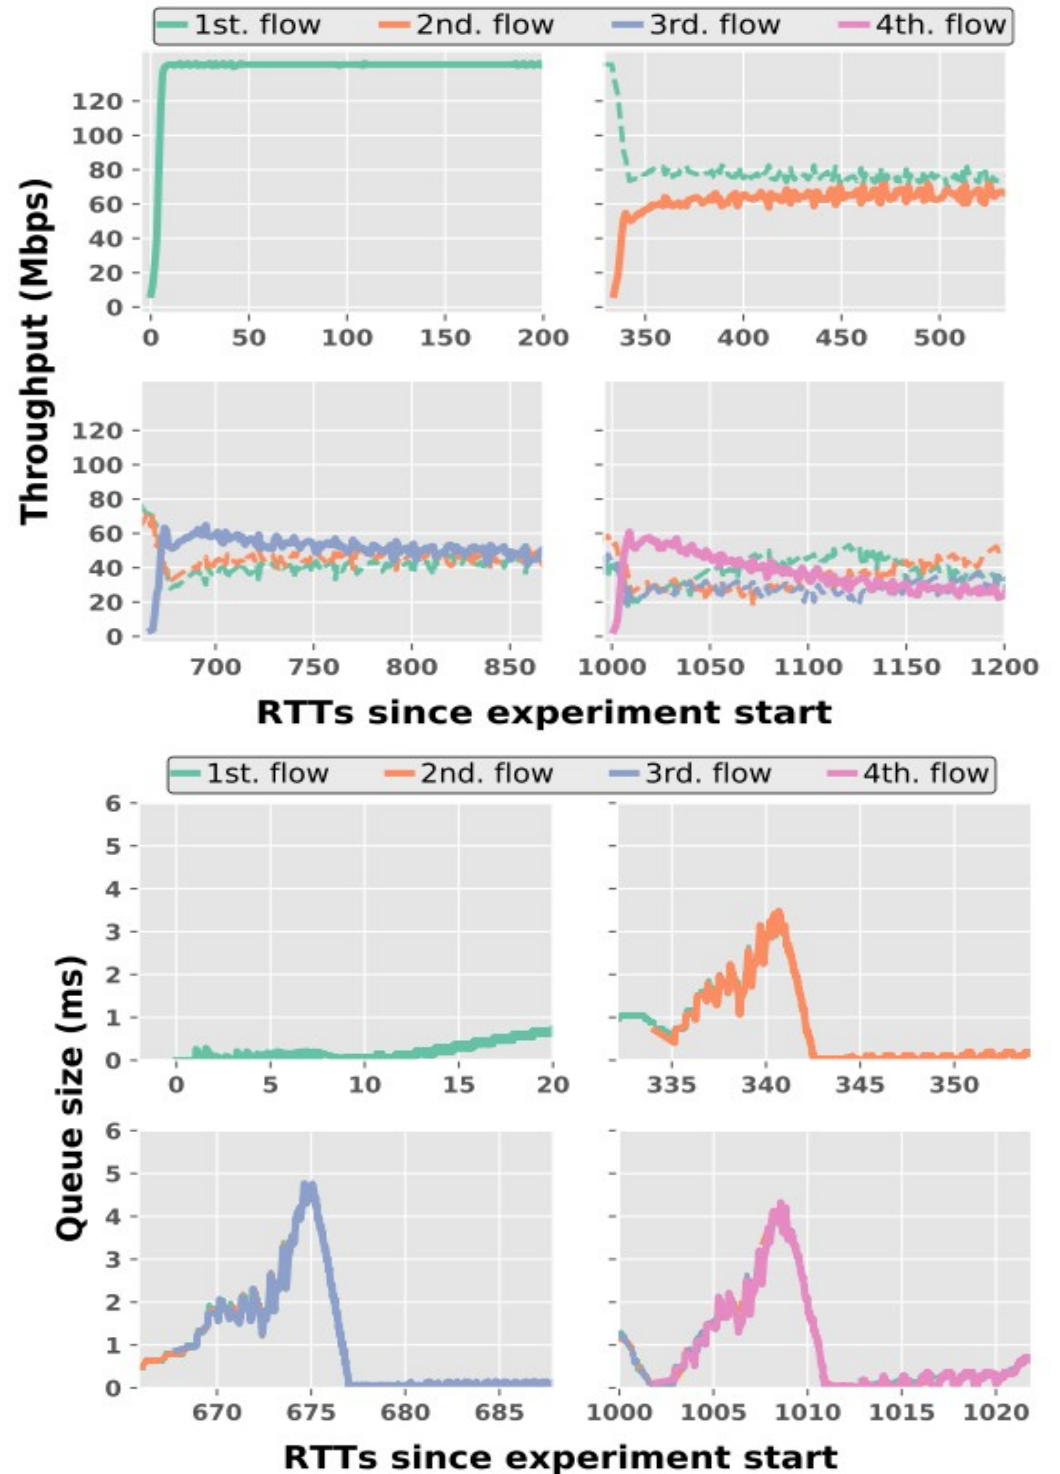 1st. flow 2nd. flow 3rd. flow 4th. flow
Throughput (Mbps)
120
100
80
60
40
20
0
0 50 100 150 200
350 400 450 500
120
100
80
60
40
20
0
700 750 800 850
1000 1050 1100 1150 1200
RTTs since experiment start
1st. flow 2nd. flow 3rd. flow 4th. flow
Queue size (ms)
6
5
4
3
2
1
0
0 5 10 15 20
335 340 345 350
6
5
4
3
2
1
0
670 675 680 685
1000 1005 1010 1015 1020
RTTs since experiment start